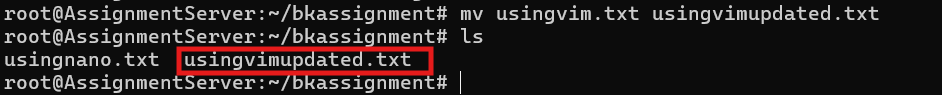 root@AssignmentServer:~/bkassignment# mv usingvim.txt usingvimupdated.txt
root@AssignmentServer:~/bkassignment# ls
usingnano.txt  usingvimupdated.txt
root@AssignmentServer:~/bkassignment#